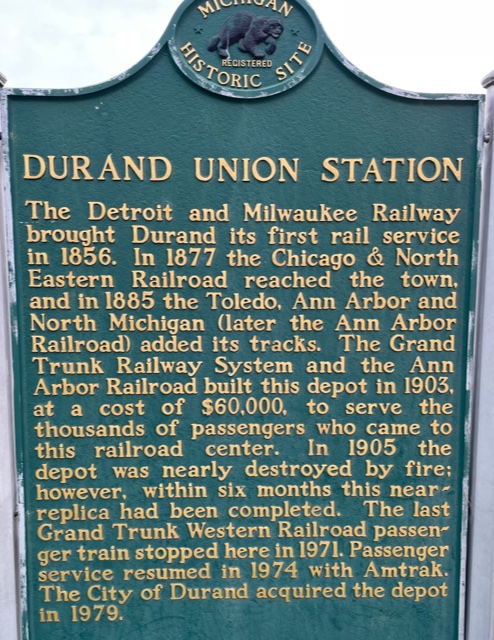 MICHIGAN
REGISTERED
HISTORIC SITE
DURAND UNION STATION
The Detroit and Milwaukee Railway
brought Durand its first rail service
in 1856. In 1877 the Chicago & North
Eastern Railroad reached the town,
and in 1885 the Toledo, Ann Arbor and
North Michigan (later the Ann Arbor
Railroad) added its tracks. The Grand
Trunk Railway System and the Ann
Arbor Railroad built this depot in 1903,
at a cost of $60,000, to serve the
thousands of passengers who came to
this railroad center. In 1905 the
depot was nearly destroyed by fire;
however, within six months this near-
replica had been completed. The last
Grand Trunk Western Railroad passen-
ger train stopped here in 1971. Passenger
service resumed in 1974 with Amtrak.
The City of Durand acquired the depot
in 1979.